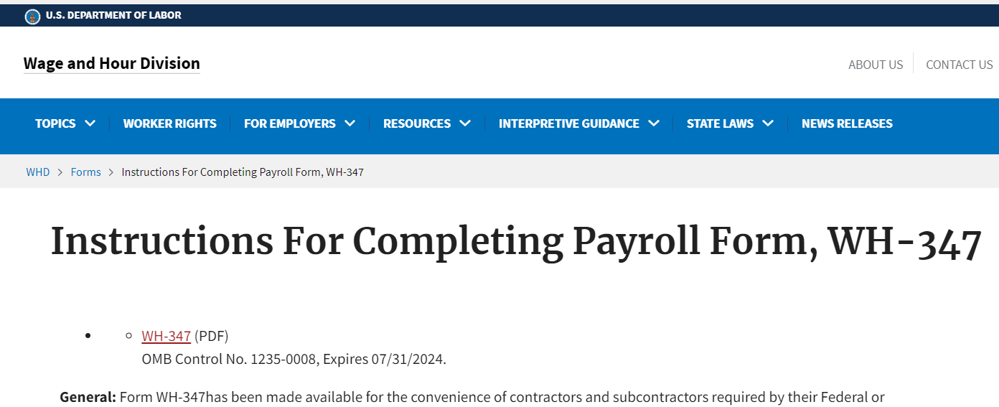 U.S. DEPARTMENT OF LABOR
Wage and Hour Division
ABOUT US
CONTACT US
TOPICS
WORKER RIGHTS
FOR EMPLOYERS
RESOURCES
INTERPRETIVE GUIDANCE
STATE LAWS
NEWS RELEASES
WHD > Forms > Instructions For Completing Payroll Form, WH-347
Instructions For Completing Payroll Form, WH-347
WH-347 (PDF)
OMB Control No. 1235-0008, Expires 07/31/2024.
General: Form WH-347has been made available for the convenience of contractors and subcontractors required by their Federal or